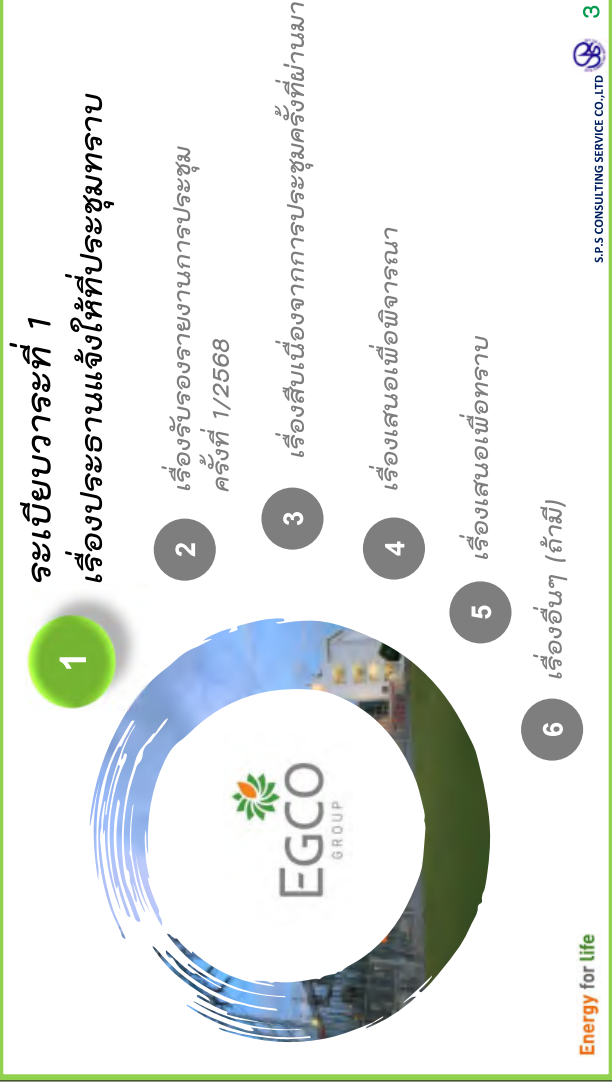 ระเบียบวาระที่ 1
เรื่องประธานแจ้งให้ที่ประชุมทราบ
1
2
เรื่องรับรองรายงานการประชุม
ครั้งที่ 1/2568
3
เรื่องสืบเนื่องจากการประชุมครั้งที่ผ่านมา
4
เรื่องเสนอเพื่อพิจารณา
5
เรื่องเสนอเพื่อทราบ
6
เรื่องอื่นๆ (ถ้ามี)
EGCO
GROUP
Energy for life
S.P.S CONSULTING SERVICE CO.,LTD
3